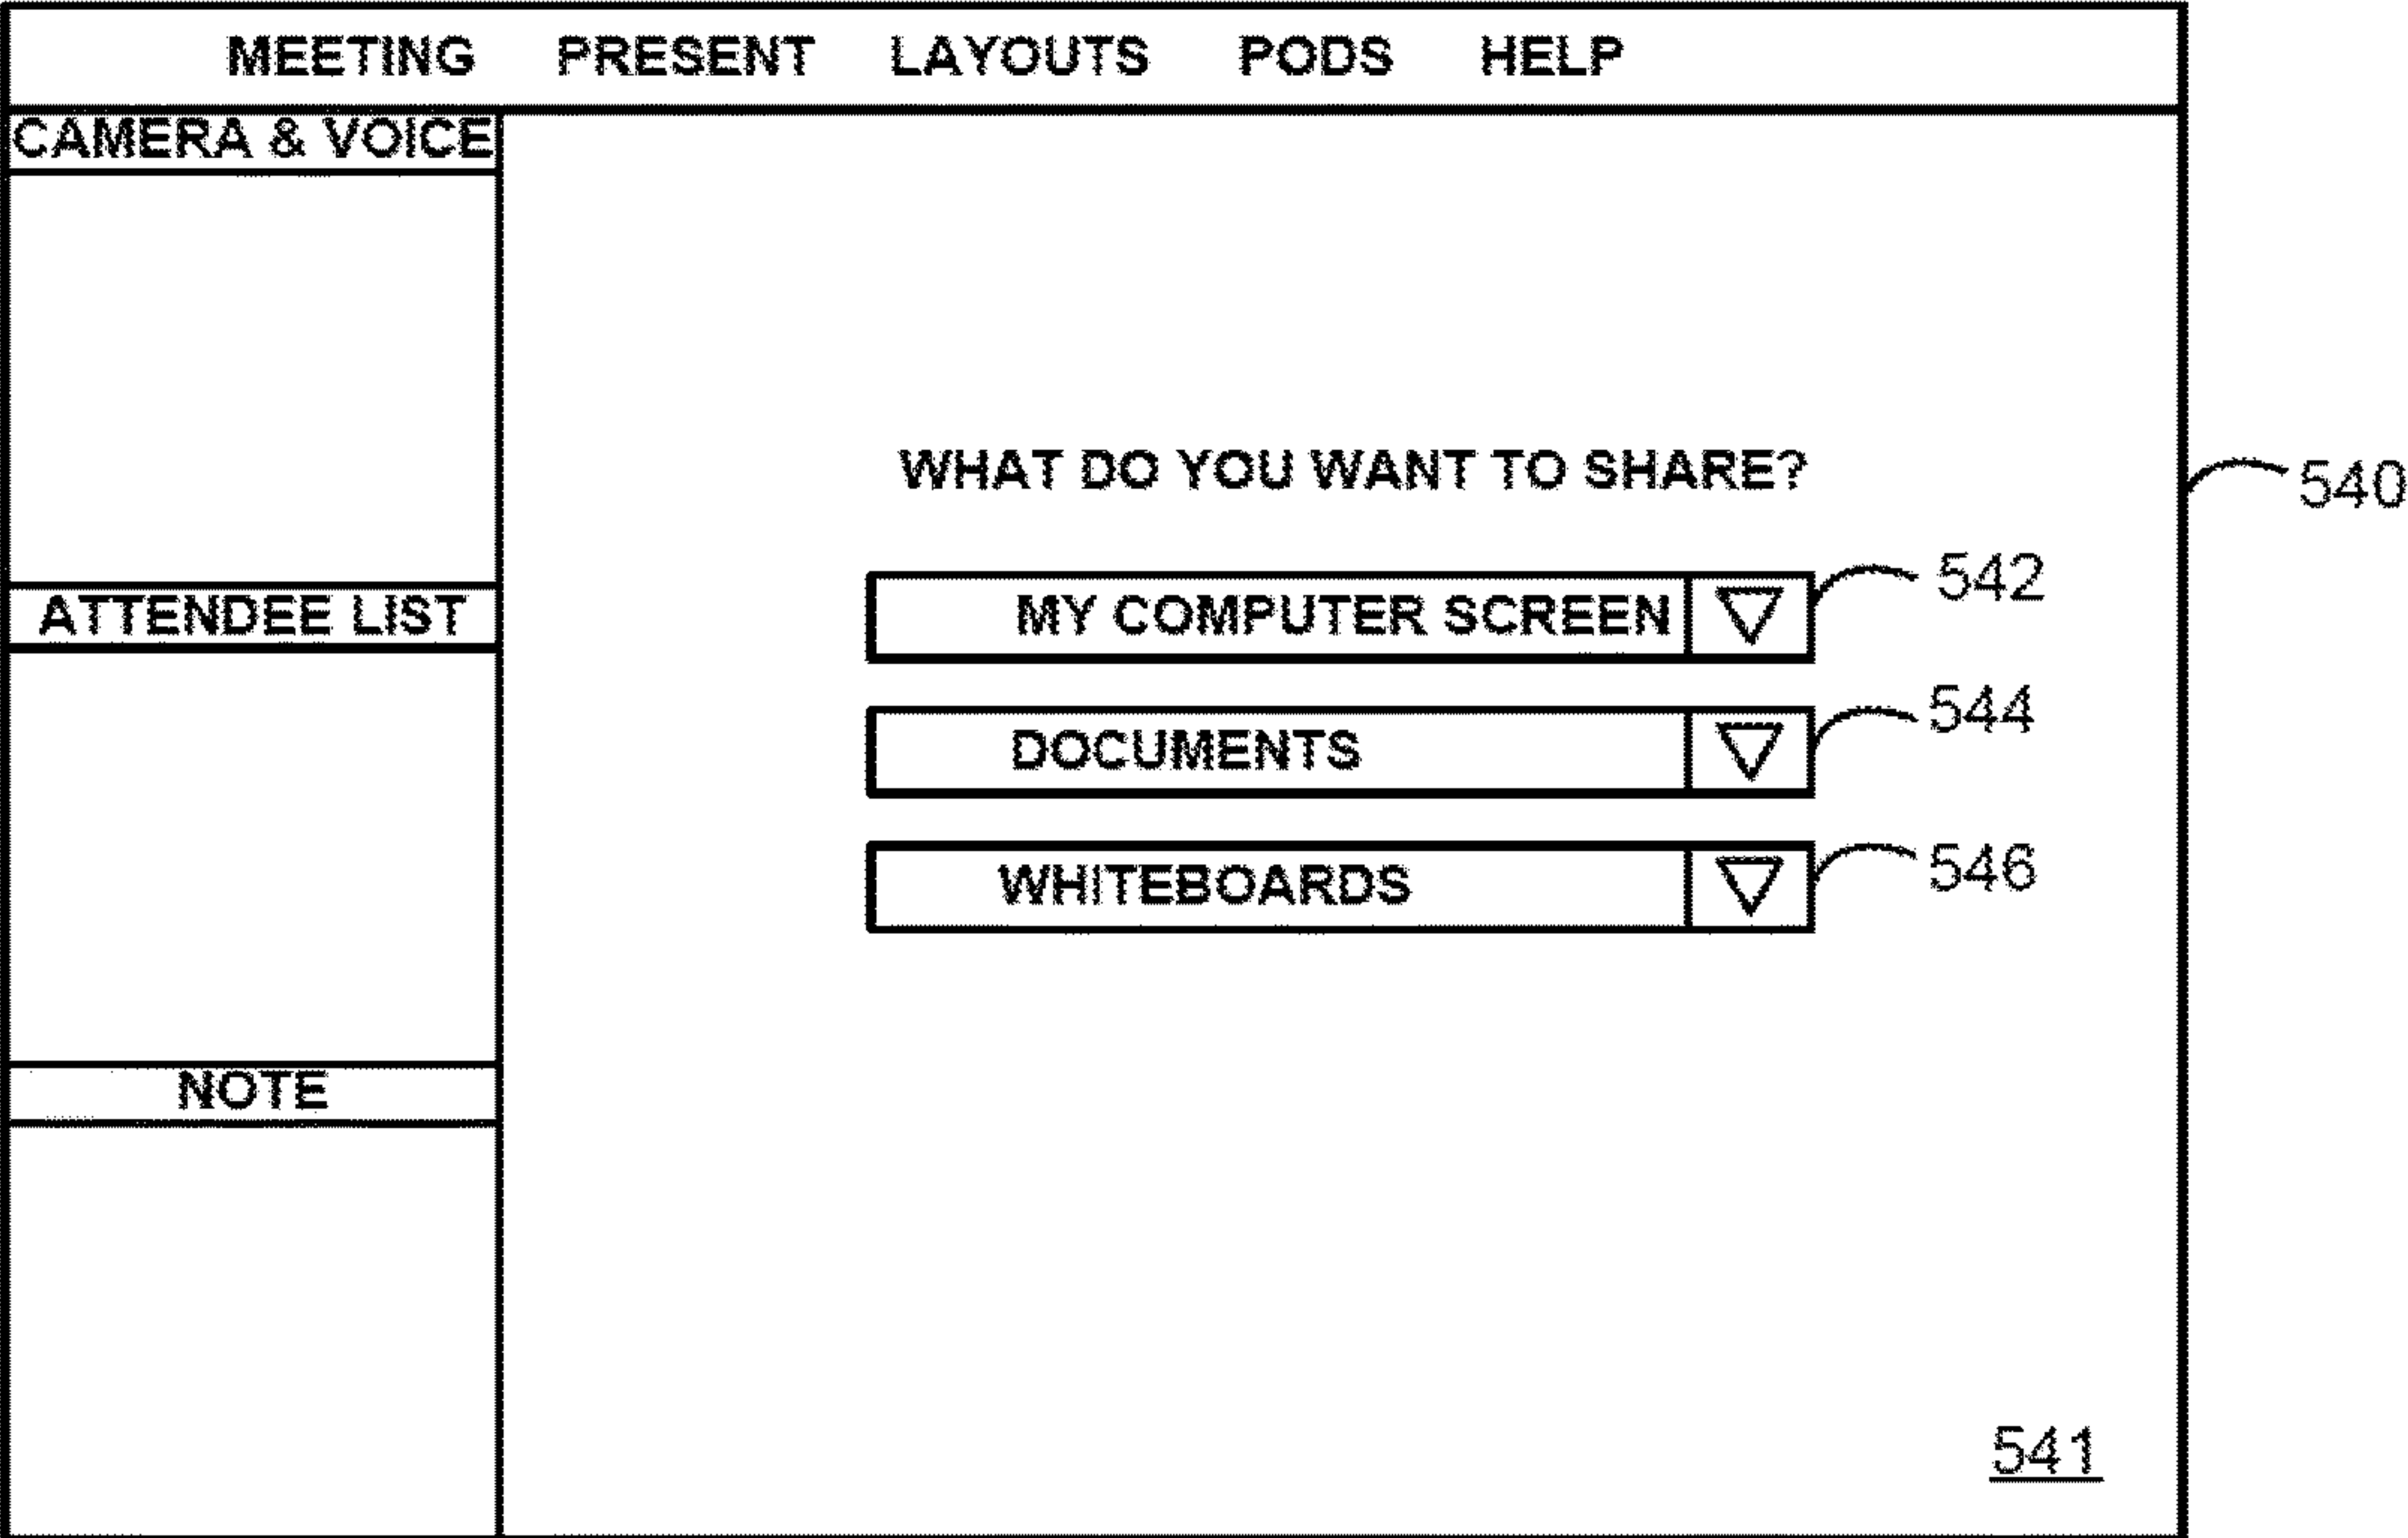 MEETING PRESENT LAYOUTS PODS HELP
CAMERA & VOICE
ATTENDEE LIST
NOTE
WHAT DO YOU WANT TO SHARE?
540
MY COMPUTER SCREEN
542
DOCUMENTS
544
WHITEBOARDS
546
541